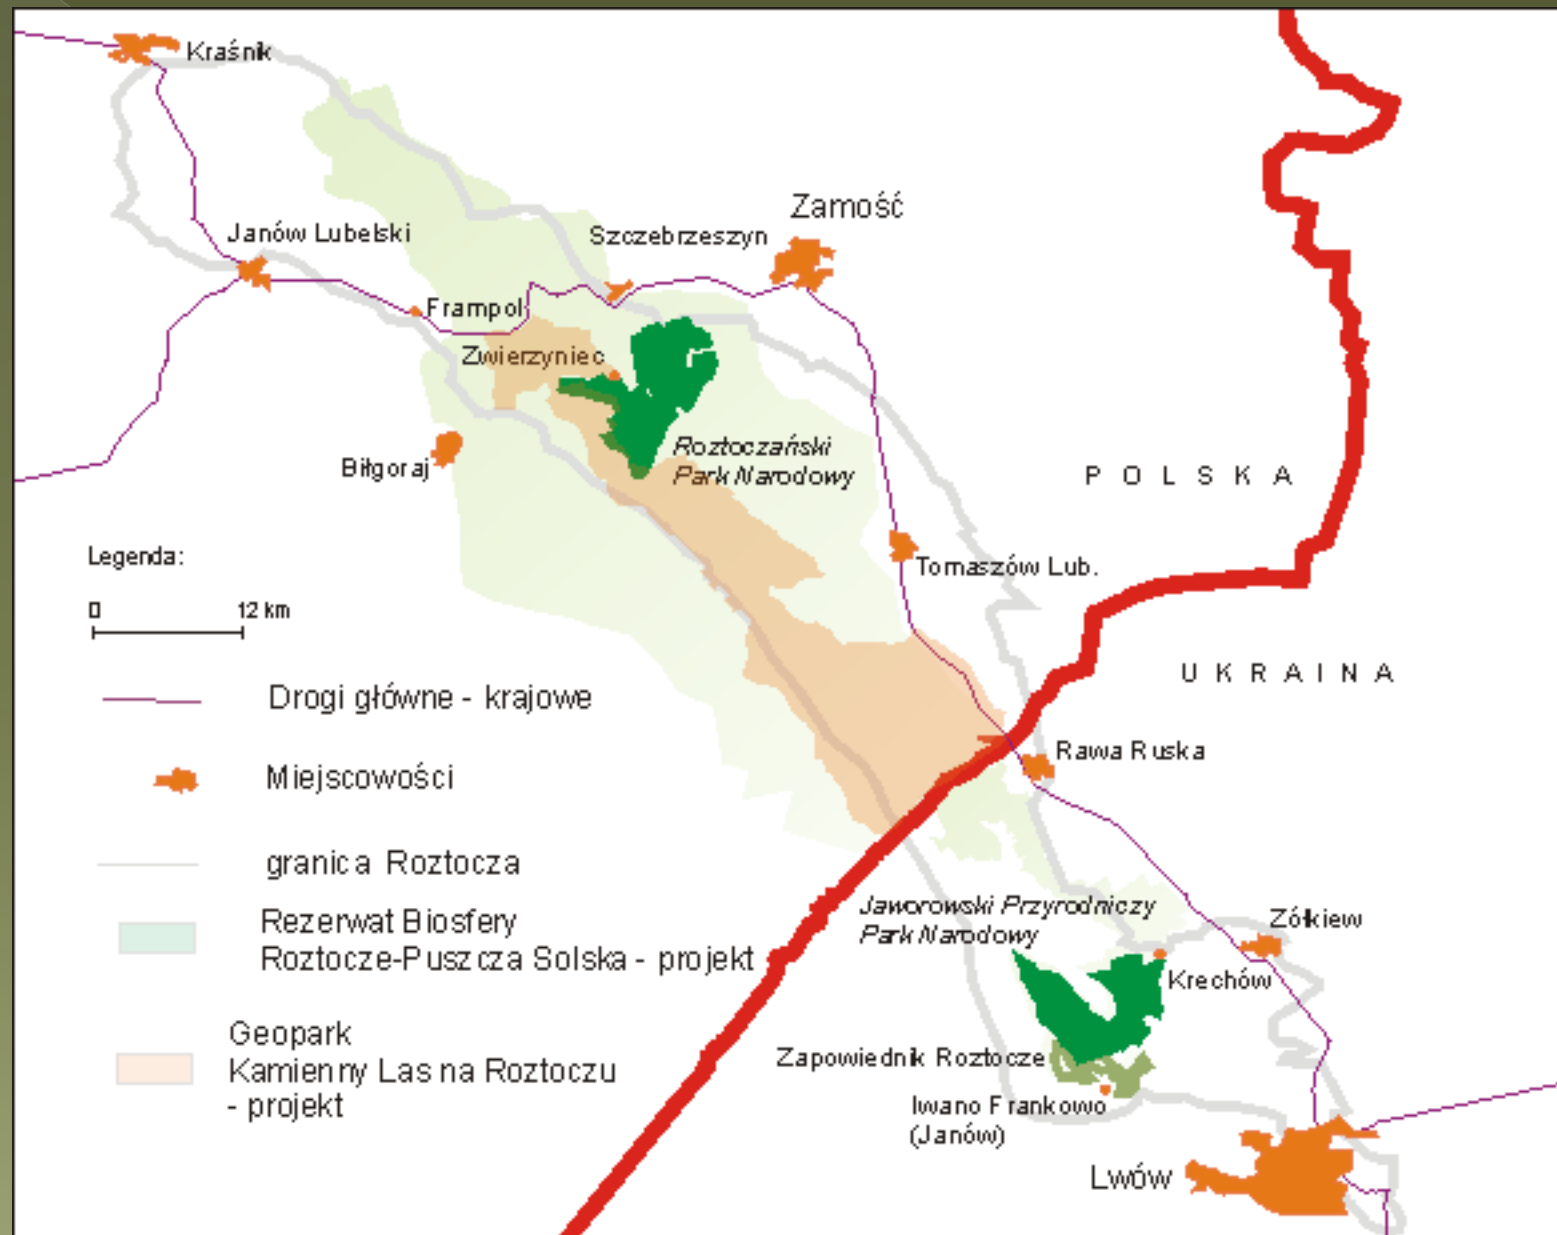 Kraśnik
Zamość
Janów Lubelski
Szczebrzeszyn
Frampol
Zwierzyniec
Roztoczański
Park Narodowy
Biłgoraj
P O L S K A
Legenda:
0 12 km
Tomaszów Lub.
U K R A I N A
Drogi główne - krajowe
Rawa Ruska
Miejscowości
granica Roztocza
Jaworowski Przyrodniczy
Park Narodowy
Zółkiew
Rezerwat Biosfery
Roztocze-Puszcza Solska - projekt
Krechów
Geopark
Kamienny Las na Roztoczu
- projekt
Zapowiednik Roztocze
Iwano Frankowo
(Janów)
Lwów